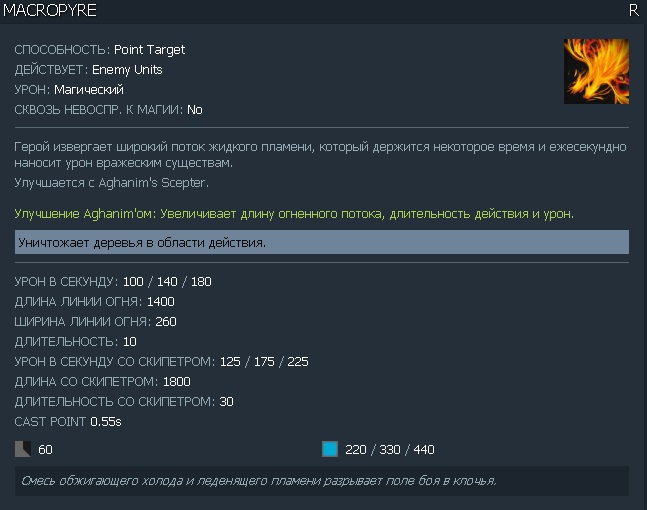 MACROPYRE R
СПОСОБНОСТЬ: Point Target
ДЕЙСТВУЕТ: Enemy Units
УРОН: Магический
СКВОЗЬ НЕВОСПР. К МАГИИ: No
Герой извергает широкий поток жидкого пламени, который держится некоторое время и ежесекундно
наносит урон вражеским существам.
Улучшается с Aghanim's Scepter.
Улучшение Aghanim'ом: Увеличивает длину огненного потока, длительность действия и урон.
Уничтожает деревья в области действия.
УРОН В СЕКУНДУ: 100 / 140 / 180
ДЛИНА ЛИНИИ ОГНЯ: 1400
ШИРИНА ЛИНИИ ОГНЯ: 260
ДЛИТЕЛЬНОСТЬ: 10
УРОН В СЕКУНДУ СО СКИПЕТРОМ: 125 / 175 / 225
ДЛИНА СО СКИПЕТРОМ: 1800
ДЛИТЕЛЬНОСТЬ СО СКИПЕТРОМ: 30
CAST POINT 0.55s
60 220 / 330 / 440
Смесь обжигающего холода и леденящего пламени разрывает поле боя в клочья.